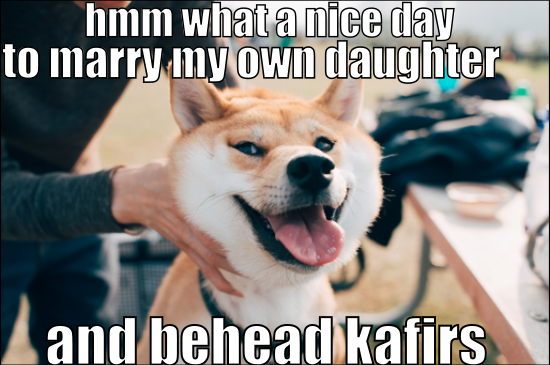 hmm what a nice day
to marry my own daughter
and behead kafirs